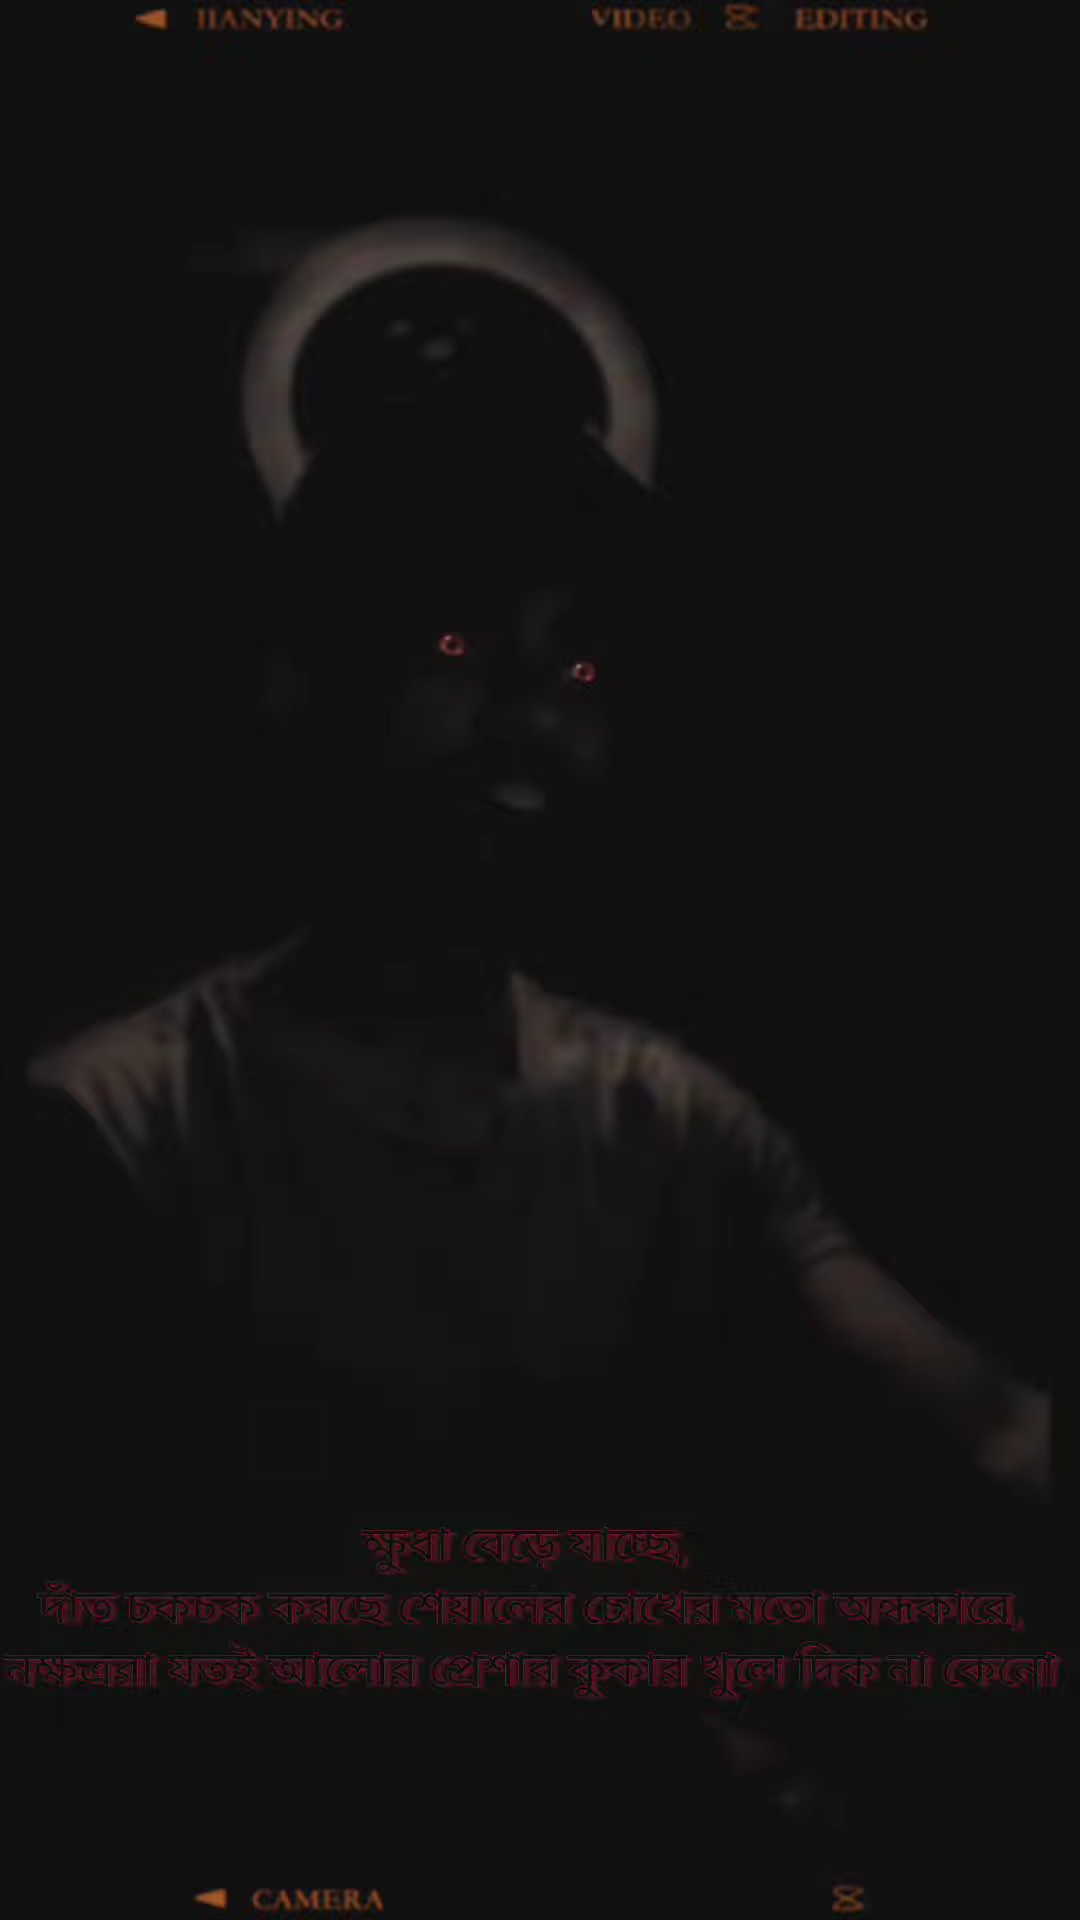 JIANYING VIDEO EDITING
ক্ষুধা বেড়ে যাচ্ছে,
দাঁত চকচক করছে শেয়ালের চোখের মতো অন্ধকারে,
নক্ষত্ররা যতই আলোর প্রেশার কুকার খুলে দিক না কেনো
CAMERA